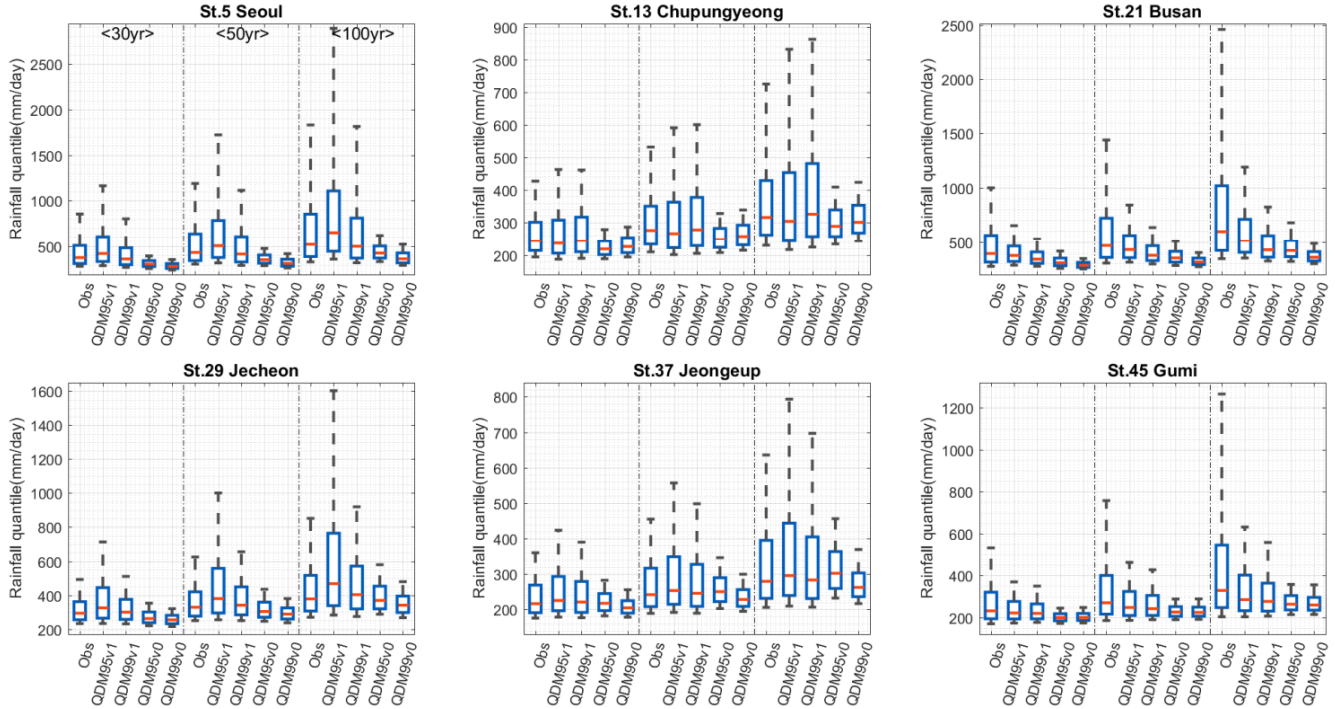 St.5 Seoul
<30yr>
<50yr>
<100yr>
Rainfall quantile(mm/day)
2500
2000
1500
1000
500
Obs
QDM95v1
QDM99v1
QDM95v0
QDM99v0
Obs
QDM95v1
QDM99v1
QDM95v0
QDM99v0
Obs
QDM95v1
QDM99v1
QDM95v0
QDM99v0
St.13 Chupungyeong
Rainfall quantile(mm/day)
900
800
700
600
500
400
300
200
Obs
QDM95v1
QDM99v1
QDM95v0
QDM99v0
Obs
QDM95v1
QDM99v1
QDM95v0
QDM99v0
Obs
QDM95v1
QDM99v1
QDM95v0
QDM99v0
St.21 Busan
Rainfall quantile(mm/day)
2500
2000
1500
1000
500
Obs
QDM95v1
QDM99v1
QDM95v0
QDM99v0
Obs
QDM95v1
QDM99v1
QDM95v0
QDM99v0
Obs
QDM95v1
QDM99v1
QDM95v0
QDM99v0
St.29 Jecheon
Rainfall quantile(mm/day)
1600
1400
1200
1000
800
600
400
200
Obs
QDM95v1
QDM99v1
QDM95v0
QDM99v0
Obs
QDM95v1
QDM99v1
QDM95v0
QDM99v0
Obs
QDM95v1
QDM99v1
QDM95v0
QDM99v0
St.37 Jeongeup
Rainfall quantile(mm/day)
800
700
600
500
400
300
200
Obs
QDM95v1
QDM99v1
QDM95v0
QDM99v0
Obs
QDM95v1
QDM99v1
QDM95v0
QDM99v0
Obs
QDM95v1
QDM99v1
QDM95v0
QDM99v0
St.45 Gumi
Rainfall quantile(mm/day)
1200
1000
800
600
400
200
Obs
QDM95v1
QDM99v1
QDM95v0
QDM99v0
Obs
QDM95v1
QDM99v1
QDM95v0
QDM99v0
Obs
QDM95v1
QDM99v1
QDM95v0
QDM99v0